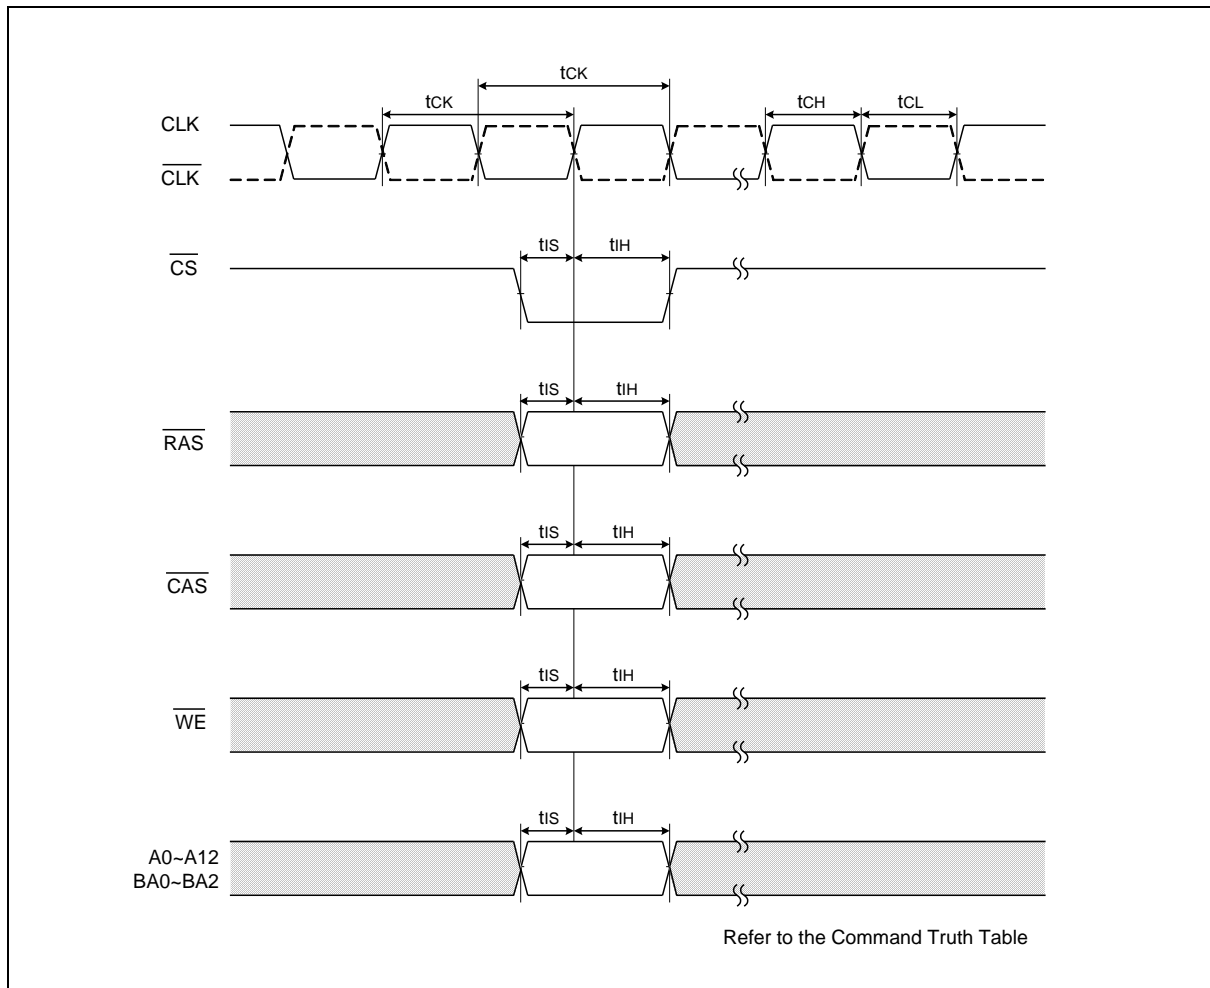 tCK
tCK
tCH
tCL
CLK
CLK
tIS
tIH
CS
tIS
tIH
RAS
tIS
tIH
CAS
tIS
tIH
WE
tIS
tIH
A0~A12
BA0~BA2
Refer to the Command Truth Table